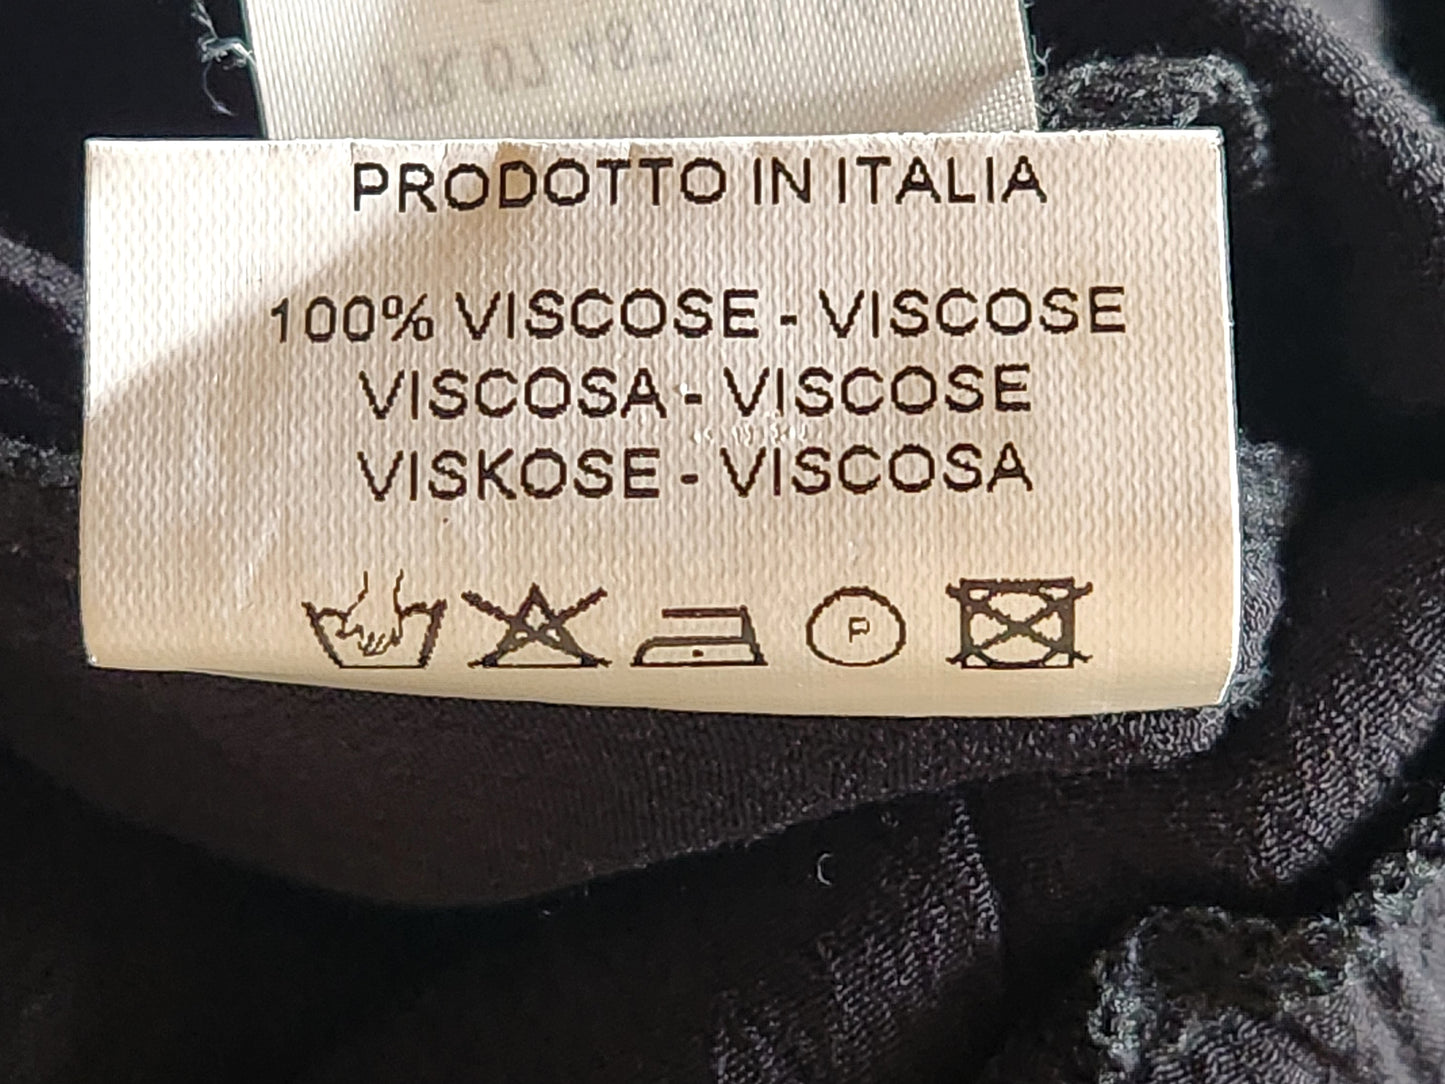 PRODOTTO IN ITALIA
100% VISCOSE - VISCOSE
VISCOSA - VISCOSE
VISKOSE - VISCOSA
P